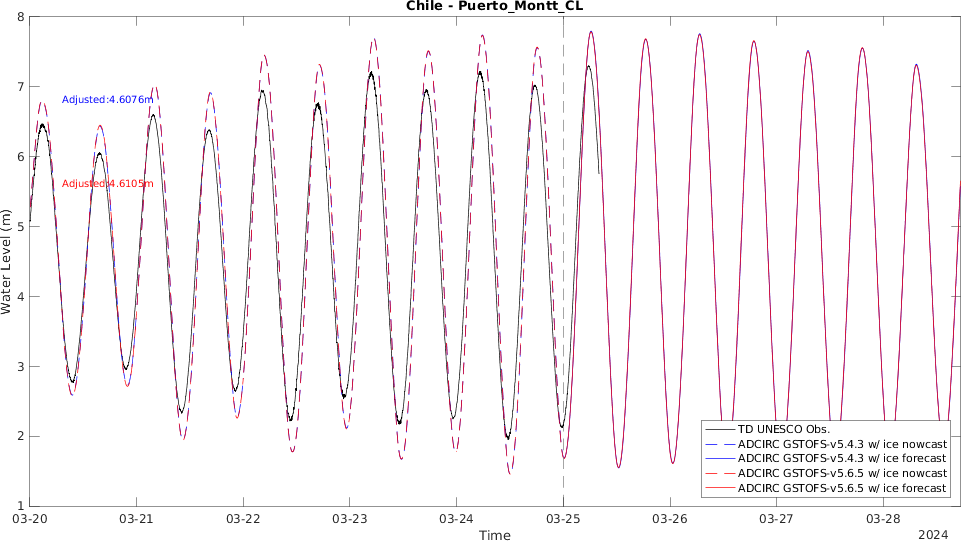 Chile - Puerto_Montt_CL
8
7
6
5
4
3
2
1
Water Level (m)
Adjusted:4.6076m
Adjusted:4.6105m
TD UNESCO Obs.
ADCIRC GSTOFS-v5.4.3 w/ ice nowcast
ADCIRC GSTOFS-v5.4.3 w/ ice forecast
ADCIRC GSTOFS-v5.6.5 w/ ice nowcast
ADCIRC GSTOFS-v5.6.5 w/ ice forecast
03-20 03-21 03-22 03-23 03-24 03-25 03-26 03-27 03-28
Time
2024